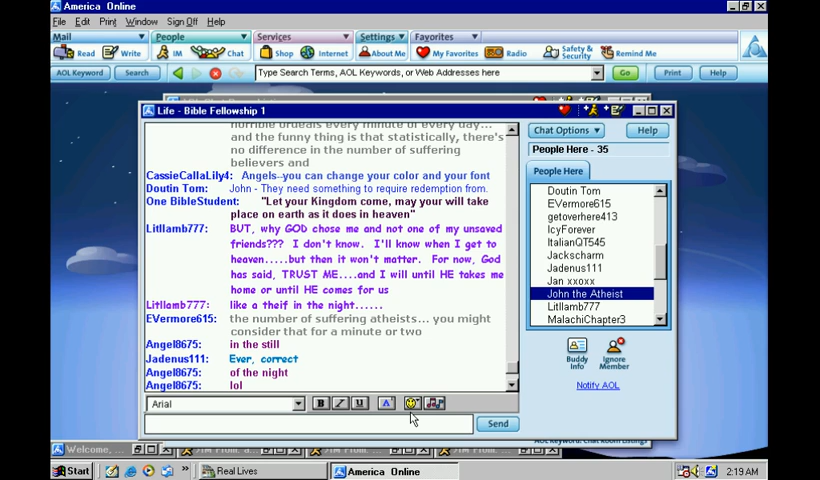 America Online
File Edit Print Window Sign Off Help
Mail People Services Settings Favorites
Read Write IM Chat Shop Internet About Me My Favorites Radio Safety & Security Remind Me
AOL Keyword Search Type Search Terms, AOL Keywords, or Web Addresses here Go Print Help
Life - Bible Fellowship 1
horrible ordeals every minute of every day...
and the funny thing is that statistically, there's
no difference in the number of suffering
believers and
CassieCallaLily4: Angels--you can change your color and your font
Doutin Tom: John - They need something to require redemption from.
One BibleStudent: "Let your Kingdom come, may your will take
place on earth as it does in heaven"
Litllamb777: BUT, why GOD chose me and not one of my unsaved
friends??? I don't know. I'll know when I get to
heaven.....but then it won't matter. For now, God
has said, TRUST ME....and I will until HE takes me
home or until HE comes for us
Litllamb777: like a theif in the night......
EVermore615: the number of suffering atheists... you might
consider that for a minute or two
Angel8675: in the still
Jadenus111: Ever, correct
Angel8675: of the night
Angel8675: lol
Arial B I U A
Send
Chat Options Help
People Here - 35
People Here
Doutin Tom
EVermore615
getoverhere413
IcyForever
ItalianQT545
Jackscharm
Jadenus111
Jan xxoxx
John the Atheist
Litllamb777
MalachiChapter3
Buddy Info Ignore Member
Notify AOL
Welcome,
Start Real Lives America Online 2:19 AM